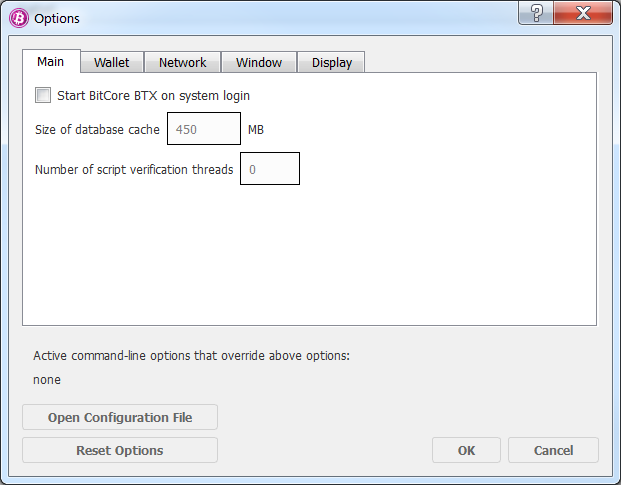 Options
Main Wallet Network Window Display
Start BitCore BTX on system login
Size of database cache 450 MB
Number of script verification threads 0
Active command-line options that override above options:
none
Open Configuration File
Reset Options OK Cancel